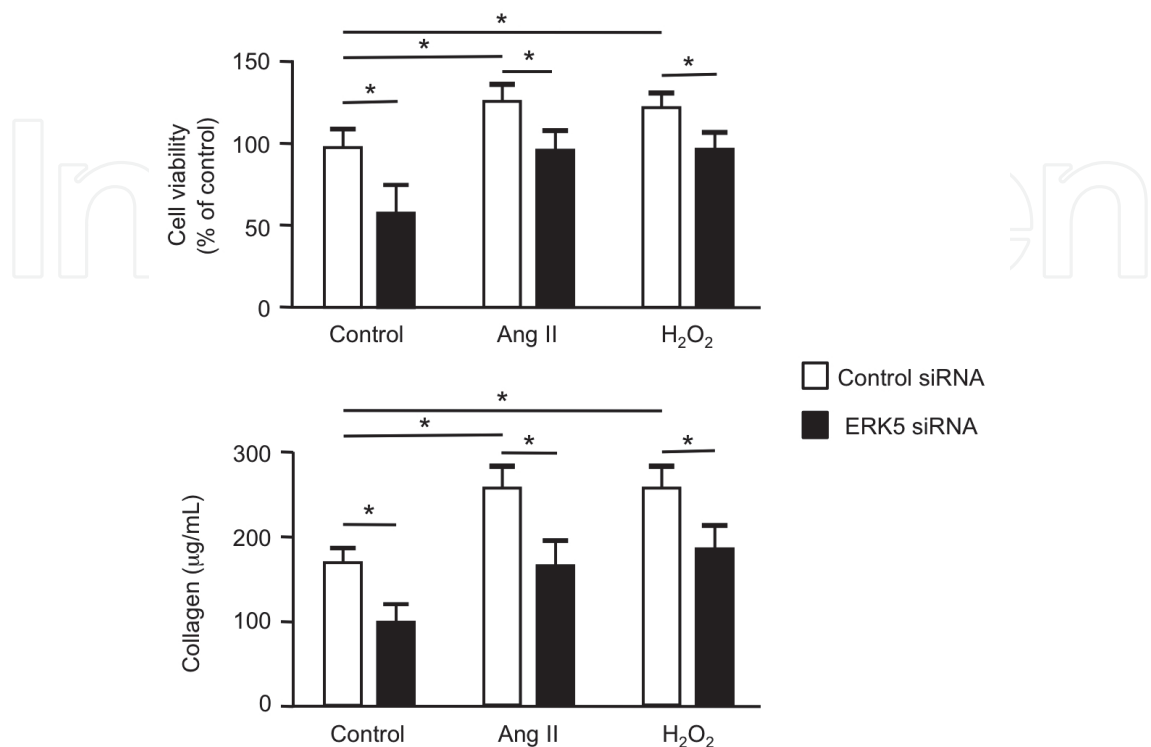 *
*
*
*
*
150
100
50
0
Cell viability
(% of control)
Control
Ang II
H₂O₂
Control siRNA
ERK5 siRNA
*
*
*
*
*
300
200
100
0
Collagen (μg/mL)
Control
Ang II
H₂O₂